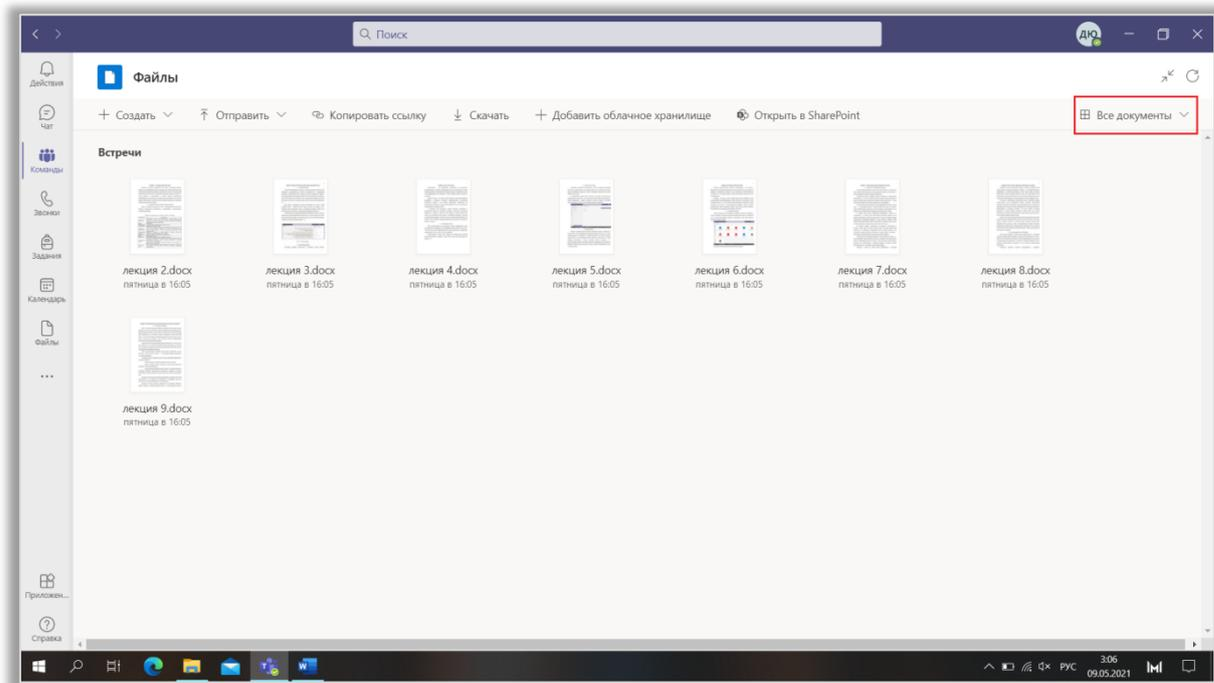 Поиск
ДЮ
Действия
Файлы
Чат
+ Создать
Отправить
Копировать ссылку
Скачать
+ Добавить облачное хранилище
Открыть в SharePoint
Все документы
Команды
Встречи
Звонки
Задания
Календарь
Файлы
...
лекция 2.docx
пятница в 16:05
лекция 3.docx
пятница в 16:05
лекция 4.docx
пятница в 16:05
лекция 5.docx
пятница в 16:05
лекция 6.docx
пятница в 16:05
лекция 7.docx
пятница в 16:05
лекция 8.docx
пятница в 16:05
лекция 9.docx
пятница в 16:05
Приложен...
Справка
РУС
3:06
09.05.2021